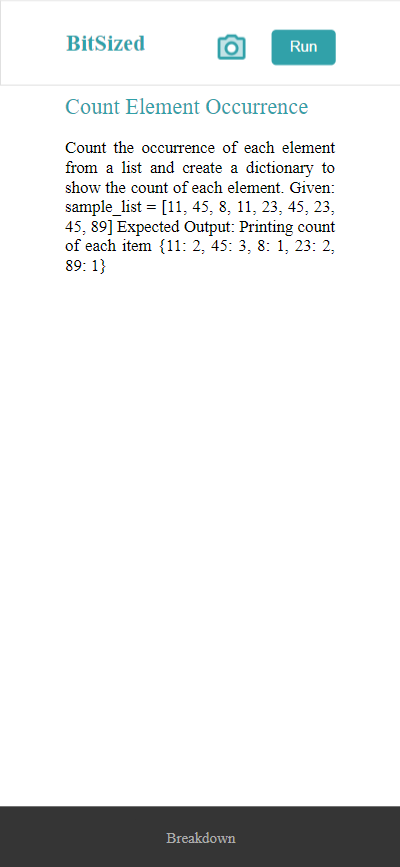 BitSized
Run
Count Element Occurrence
Count the occurrence of each element
from a list and create a dictionary to
show the count of each element. Given:
sample_list = [11, 45, 8, 11, 23, 45, 23,
45, 89] Expected Output: Printing count
of each item {11: 2, 45: 3, 8: 1, 23: 2,
89: 1}
Breakdown